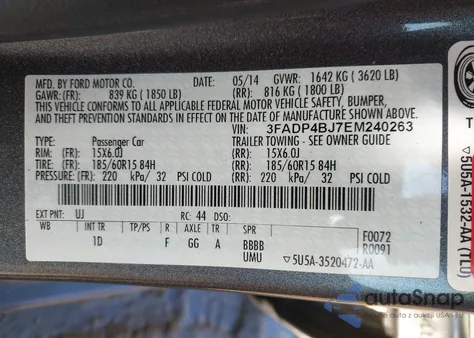 MFD. BY FORD MOTOR CO. DATE: 05/14 GVWR: 1642 KG ( 3620 LB)
(FR): 839 KG ( 1850 LB) (RR): 816 KG ( 1800 LB)
THIS VEHICLE CONFORMS TO ALL APPLICABLE FEDERAL MOTOR VEHICLE SAFETY, BUMPER,
AND THEFT PREVENTION STANDARDS IN EFFECT ON THE DATE OF MANUFACTURE SHOWN ABOVE.
VIN: 3FADP4BJ7EM240263
TYPE: Passenger Car TRAILER TOWING - SEE OWNER GUIDE
RIM: (FR): 15X6.0J (RR): 15X6.0J
TIRE: (FR): 185/60R15 84H (RR): 185/60R15 84H
PRESSURE: (FR): 220 kPa/ 32 PSI COLD (RR): 220 kPa/ 32 PSI COLD
EXT PNT: UJ RC: 44 DSO:
WB INT TR TP/PS R AXLE TR SPR F0072
1D F GG A BBBB R0091
UMU ▽5U5A-3520472-AA
▽5U5A-1532-AA (TLI)
autoSnap